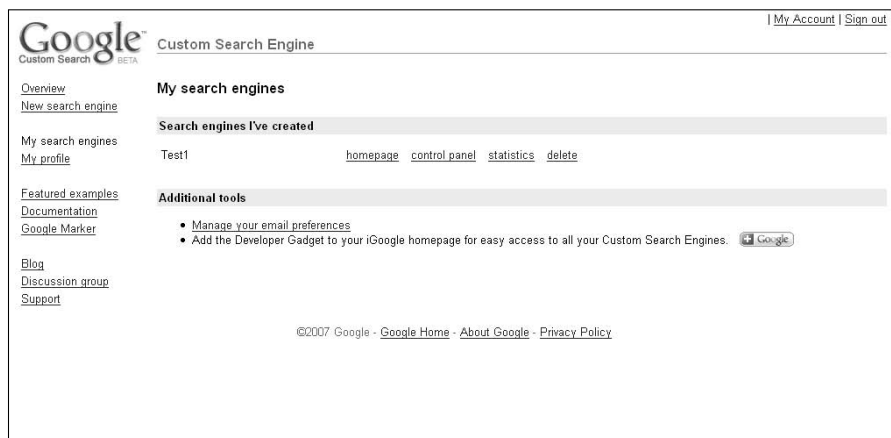 | My Account | Sign out
Google™
Custom Search BETA
Custom Search Engine
Overview
New search engine
My search engines
My profile
Featured examples
Documentation
Google Marker
Blog
Discussion group
Support
My search engines
Search engines I've created
Test1 homepage control panel statistics delete
Additional tools
• Manage your email preferences
• Add the Developer Gadget to your iGoogle homepage for easy access to all your Custom Search Engines. + Google
©2007 Google - Google Home - About Google - Privacy Policy